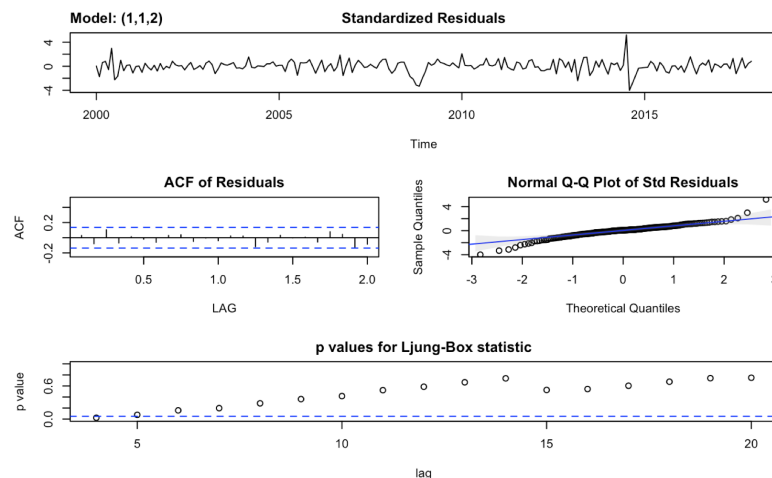 Model: (1,1,2) Standardized Residuals
4
0
-4
2000 2005 2010 2015
Time
ACF of Residuals
ACF
0.2
-0.2
0.5 1.0 1.5 2.0
LAG
Normal Q-Q Plot of Std Residuals
Sample Quantiles
4
0
-4
-3 -2 -1 0 1 2 3
Theoretical Quantiles
p values for Ljung-Box statistic
p value
0.6
0.0
5 10 15 20
lag